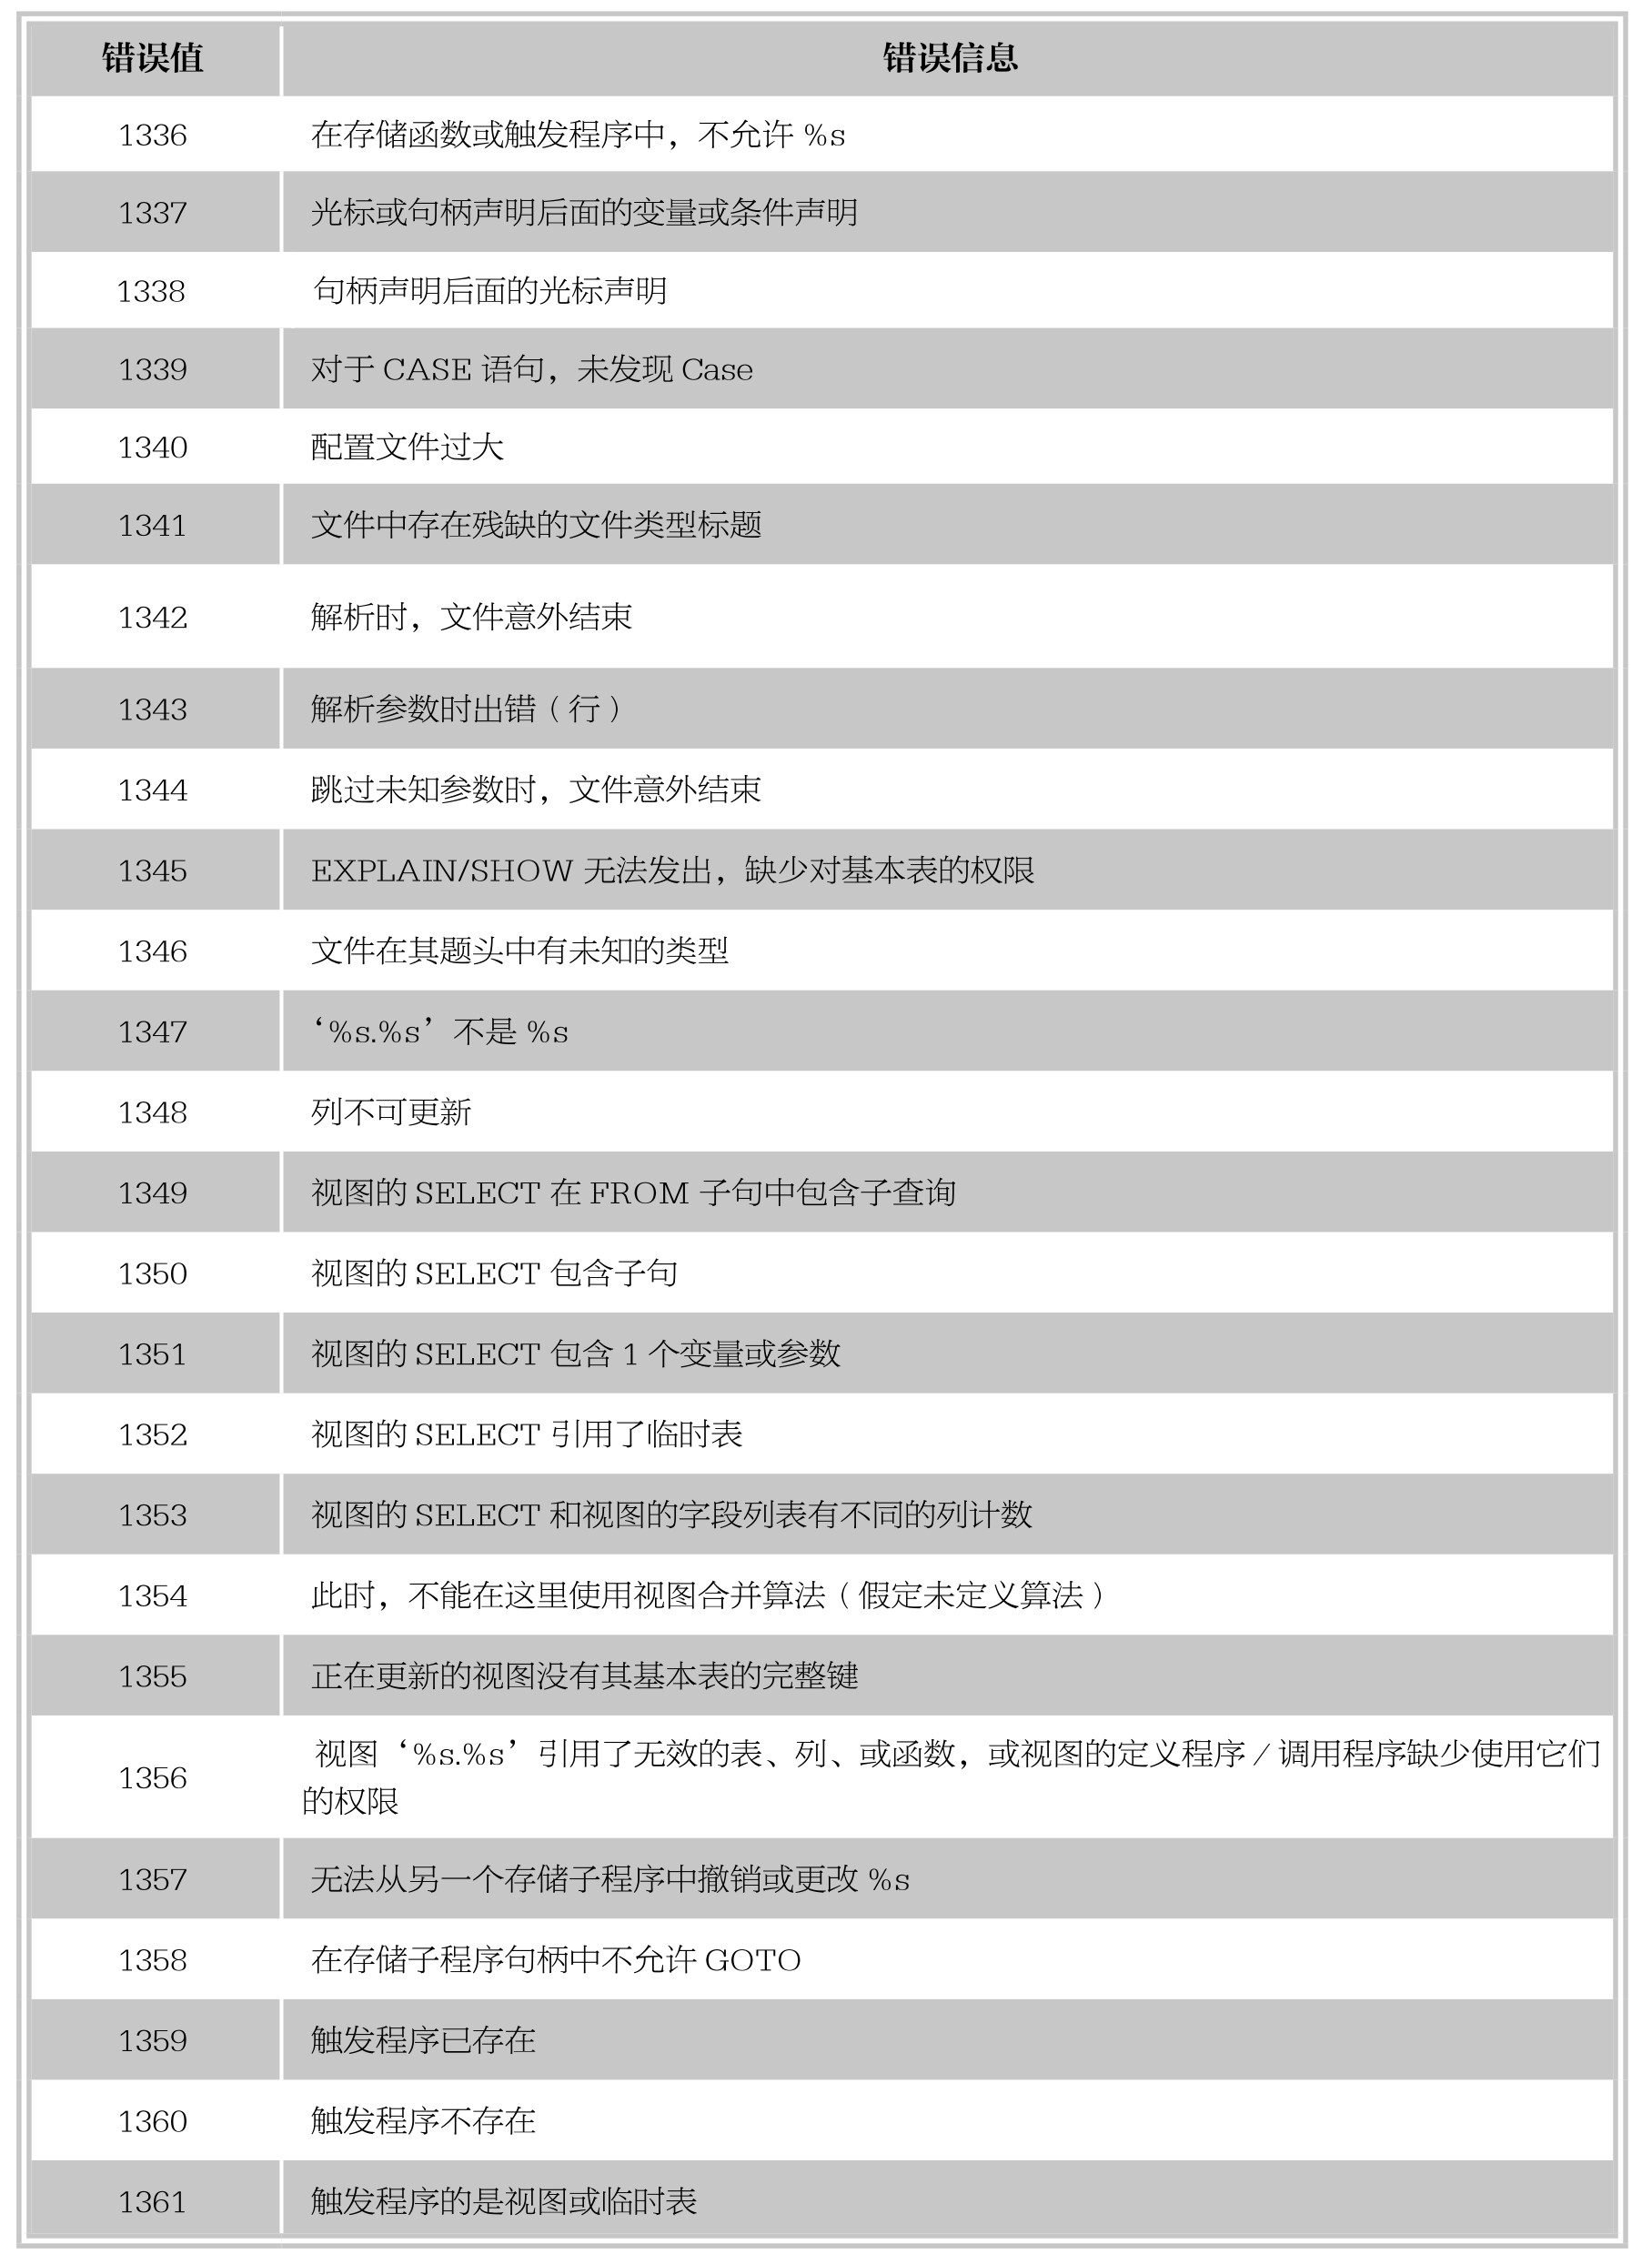 错误值 错误信息
1336 在存储函数或触发程序中，不允许 %s
1337 光标或句柄声明后面的变量或条件声明
1338 句柄声明后面的光标声明
1339 对于 CASE 语句，未发现 Case
1340 配置文件过大
1341 文件中存在残缺的文件类型标题
1342 解析时，文件意外结束
1343 解析参数时出错（行）
1344 跳过未知参数时，文件意外结束
1345 EXPLAIN/SHOW 无法发出，缺少对基本表的权限
1346 文件在其题头中有未知的类型
1347 ‘%s.%s’ 不是 %s
1348 列不可更新
1349 视图的 SELECT 在 FROM 子句中包含子查询
1350 视图的 SELECT 包含子句
1351 视图的 SELECT 包含 1 个变量或参数
1352 视图的 SELECT 引用了临时表
1353 视图的 SELECT 和视图的字段列表有不同的列计数
1354 此时，不能在这里使用视图合并算法（假定未定义算法）
1355 正在更新的视图没有其基本表的完整键
1356 视图‘%s.%s’引用了无效的表、列、或函数，或视图的定义程序 / 调用程序缺少使用它们
的权限
1357 无法从另一个存储子程序中撤销或更改 %s
1358 在存储子程序句柄中不允许 GOTO
1359 触发程序已存在
1360 触发程序不存在
1361 触发程序的是视图或临时表